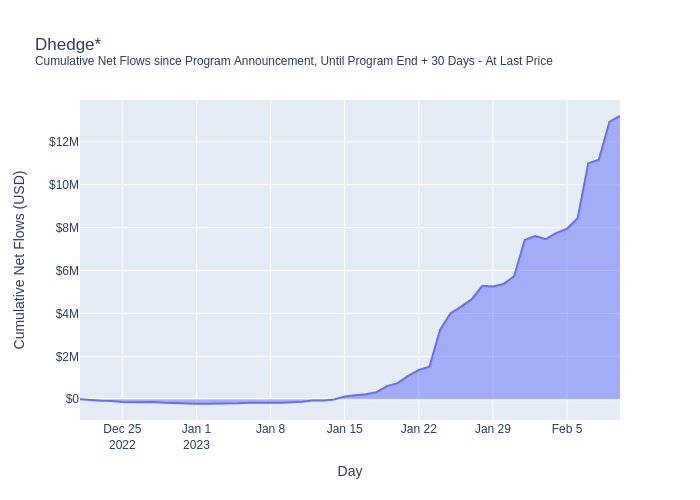 Dhedge*
Cumulative Net Flows since Program Announcement, Until Program End + 30 Days - At Last Price
Cumulative Net Flows (USD)
$12M
$10M
$8M
$6M
$4M
$2M
$0
Dec 25 Jan 1 Jan 8 Jan 15 Jan 22 Jan 29 Feb 5
2022 2023
Day